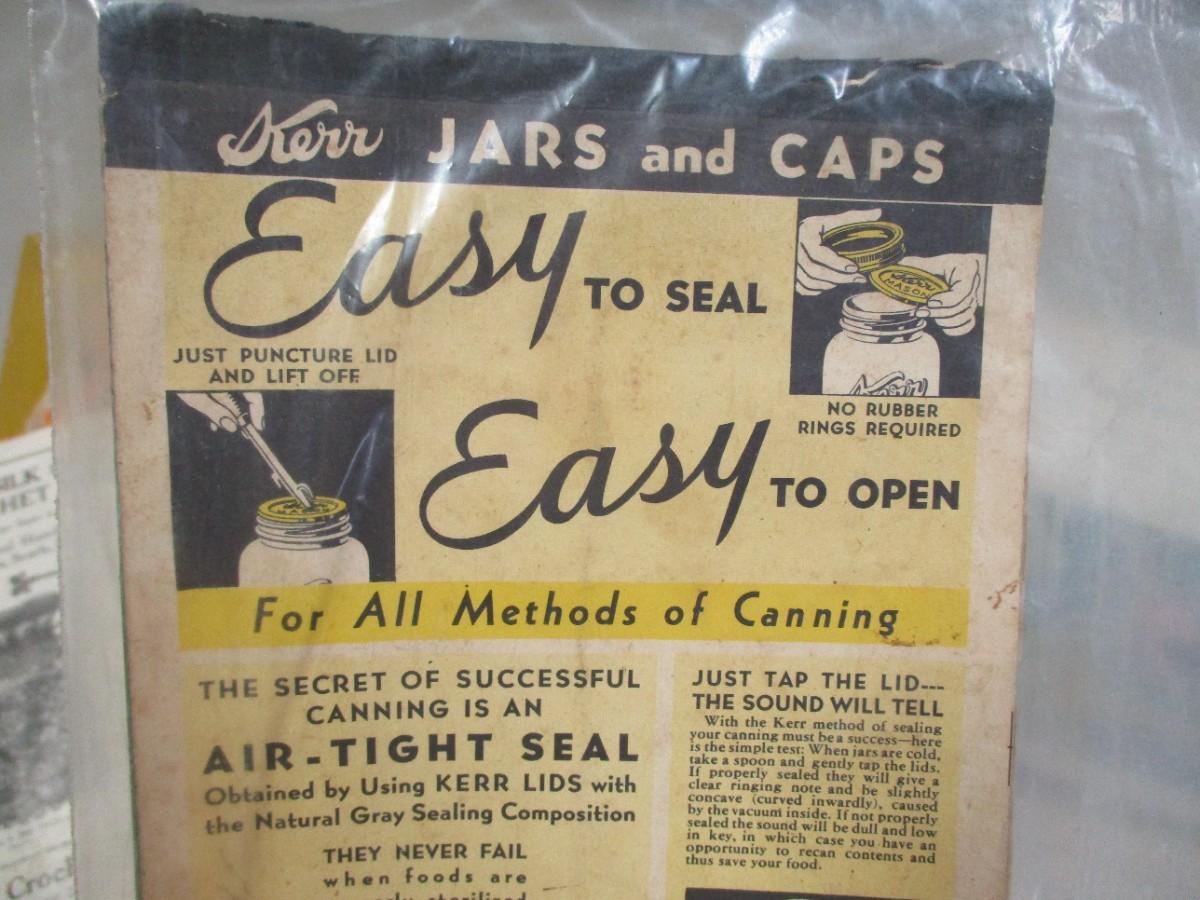 Kerr JARS and CAPS
Easy TO SEAL
Kerr
MASON
Kerr
NO RUBBER
RINGS REQUIRED
JUST PUNCTURE LID
AND LIFT OFF
Easy TO OPEN
For All Methods of Canning
THE SECRET OF SUCCESSFUL
CANNING IS AN
AIR-TIGHT SEAL
Obtained by Using KERR LIDS with
the Natural Gray Sealing Composition
THEY NEVER FAIL
when foods are
JUST TAP THE LID---
THE SOUND WILL TELL
With the Kerr method of sealing
your canning must be a success—here
is the simple test: When jars are cold,
take a spoon and gently tap the lids.
If properly sealed they will give a
clear ringing note and be slightly
concave (curved inwardly), caused
by the vacuum inside. If not properly
sealed the sound will be dull and low
in key, in which case you have an
opportunity to recan contents and
thus save your food.